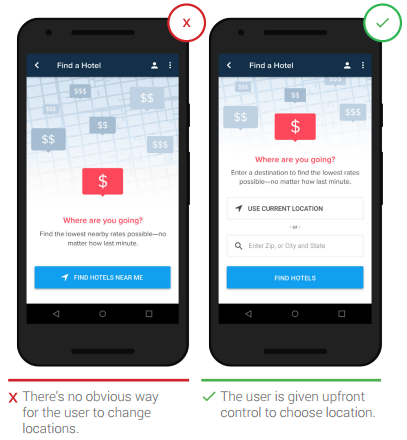 X
✓
Find a Hotel
$$$
$$
$$$
$$
$$
$$$
$
Where are you going?
Find the lowest nearby rates possible—no
matter how last minute.
FIND HOTELS NEAR ME
Find a Hotel
$$$
$$
$$
$$$
$
Where are you going?
Enter a destination to find the lowest rates
possible—no matter how last minute.
USE CURRENT LOCATION
- or -
Enter Zip, or City and State
FIND HOTELS
X There's no obvious way
for the user to change
locations.
✓ The user is given upfront
control to choose location.